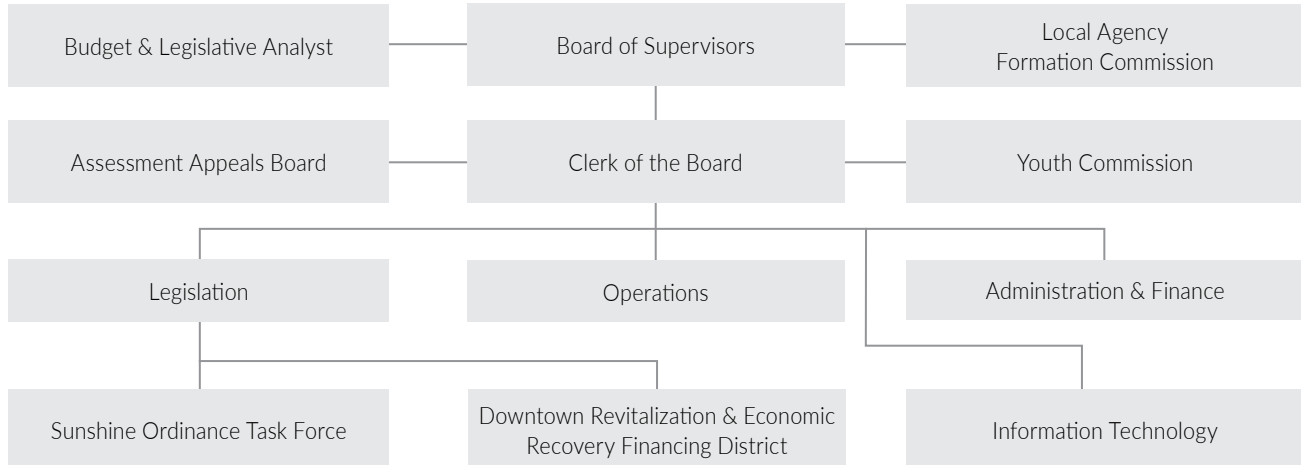 Budget & Legislative Analyst
Board of Supervisors
Local Agency
Formation Commission
Assessment Appeals Board
Clerk of the Board
Youth Commission
Legislation
Operations
Administration & Finance
Sunshine Ordinance Task Force
Downtown Revitalization & Economic
Recovery Financing District
Information Technology